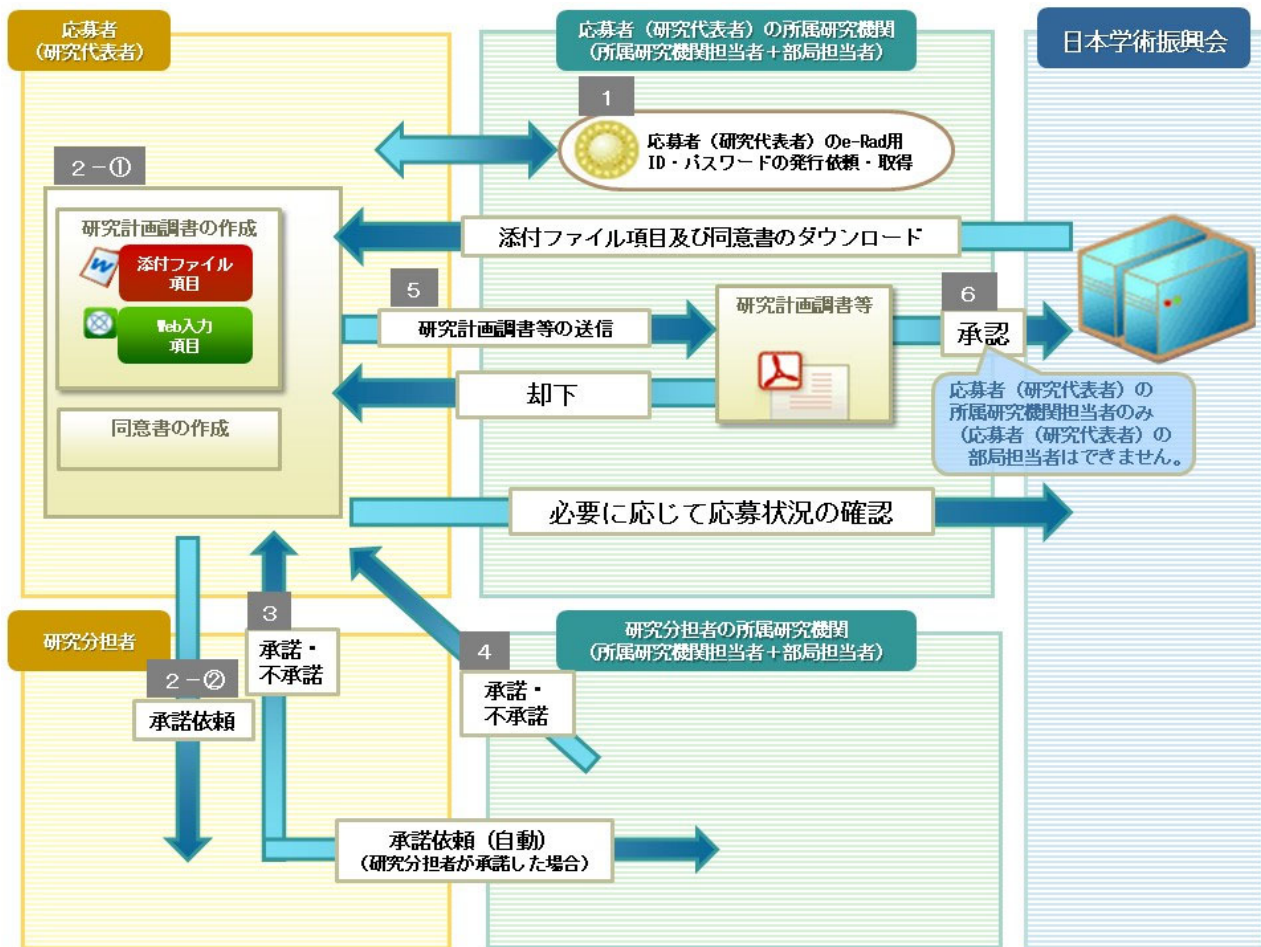 応募者
(研究代表者)
応募者（研究代表者）の所属研究機関
(所属研究機関担当者＋部局担当者)
日本学術振興会
1
応募者（研究代表者）のe-Rad用
ID・パスワードの発行依頼・取得
2-①
研究計画調書の作成
添付ファイル
項目
Web入力
項目
同意書の作成
添付ファイル項目及び同意書のダウンロード
5
研究計画調書等の送信
研究計画調書等
6
承認
却下
応募者（研究代表者）の
所属研究機関担当者のみ
（応募者（研究代表者）の
部局担当者はできません。
必要に応じて応募状況の確認
研究分担者
研究分担者の所属研究機関
(所属研究機関担当者＋部局担当者)
3
承諾・
不承諾
2-②
承諾依頼
4
承諾・
不承諾
承諾依頼（自動）
（研究分担者が承諾した場合）